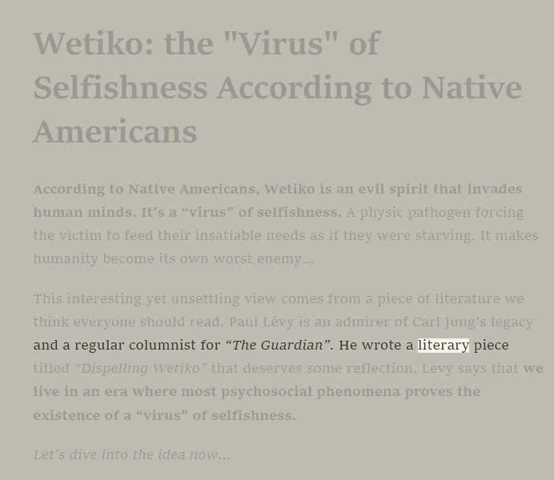 Wetiko: the "Virus" of
Selfishness According to Native
Americans
According to Native Americans, Wetiko is an evil spirit that invades
human minds. It's a “virus” of selfishness. A physic pathogen forcing
the victim to feed their insatiable needs as if they were starving. It makes
humanity become its own worst enemy...
This interesting yet unsettling view comes from a piece of literature we
think everyone should read. Paul Lévy is an admirer of Carl Jung's legacy
and a regular columnist for “The Guardian”. He wrote a literary piece
titled “Dispelling Wetiko” that deserves some reflection. Levy says that we
live in an era where most psychosocial phenomena proves the
existence of a “virus” of selfishness.
Let's dive into the idea now...